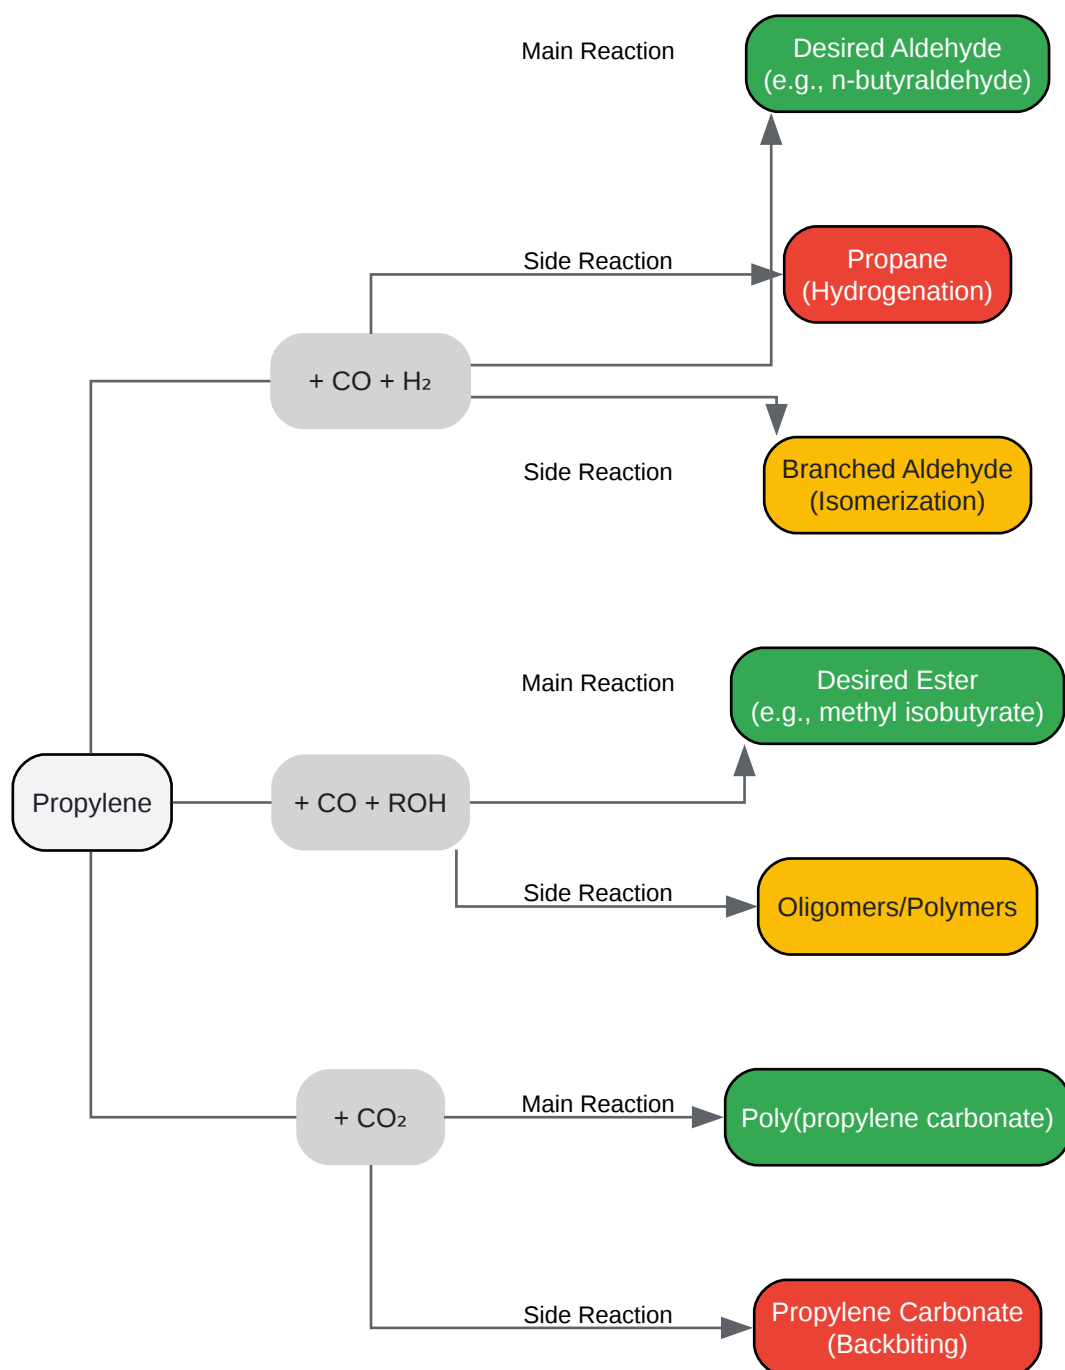 Main Reaction
Desired Aldehyde
(e.g., n-butyraldehyde)
Side Reaction
Propane
(Hydrogenation)
+ CO + H₂
Side Reaction
Branched Aldehyde
(Isomerization)
Main Reaction
Desired Ester
(e.g., methyl isobutyrate)
Propylene
+ CO + ROH
Side Reaction
Oligomers/Polymers
+ CO₂
Main Reaction
Poly(propylene carbonate)
Side Reaction
Propylene Carbonate
(Backbiting)